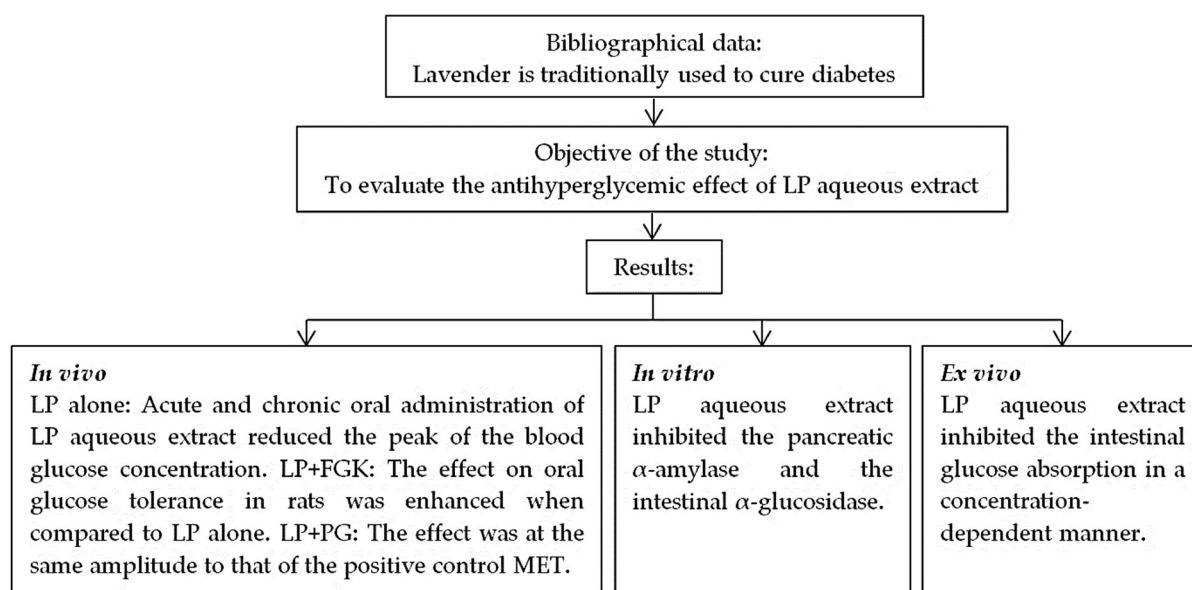 Bibliographical data:
Lavender is traditionally used to cure diabetes
Objective of the study:
To evaluate the antihyperglycemic effect of LP aqueous extract
Results:
In vivo
LP alone: Acute and chronic oral administration of
LP aqueous extract reduced the peak of the blood
glucose concentration. LP+FGK: The effect on oral
glucose tolerance in rats was enhanced when
compared to LP alone. LP+PG: The effect was at the
same amplitude to that of the positive control MET.
In vitro
LP aqueous extract
inhibited the pancreatic
α-amylase and the
intestinal α-glucosidase.
Ex vivo
LP aqueous extract
inhibited the intestinal
glucose absorption in a
concentration-
dependent manner.